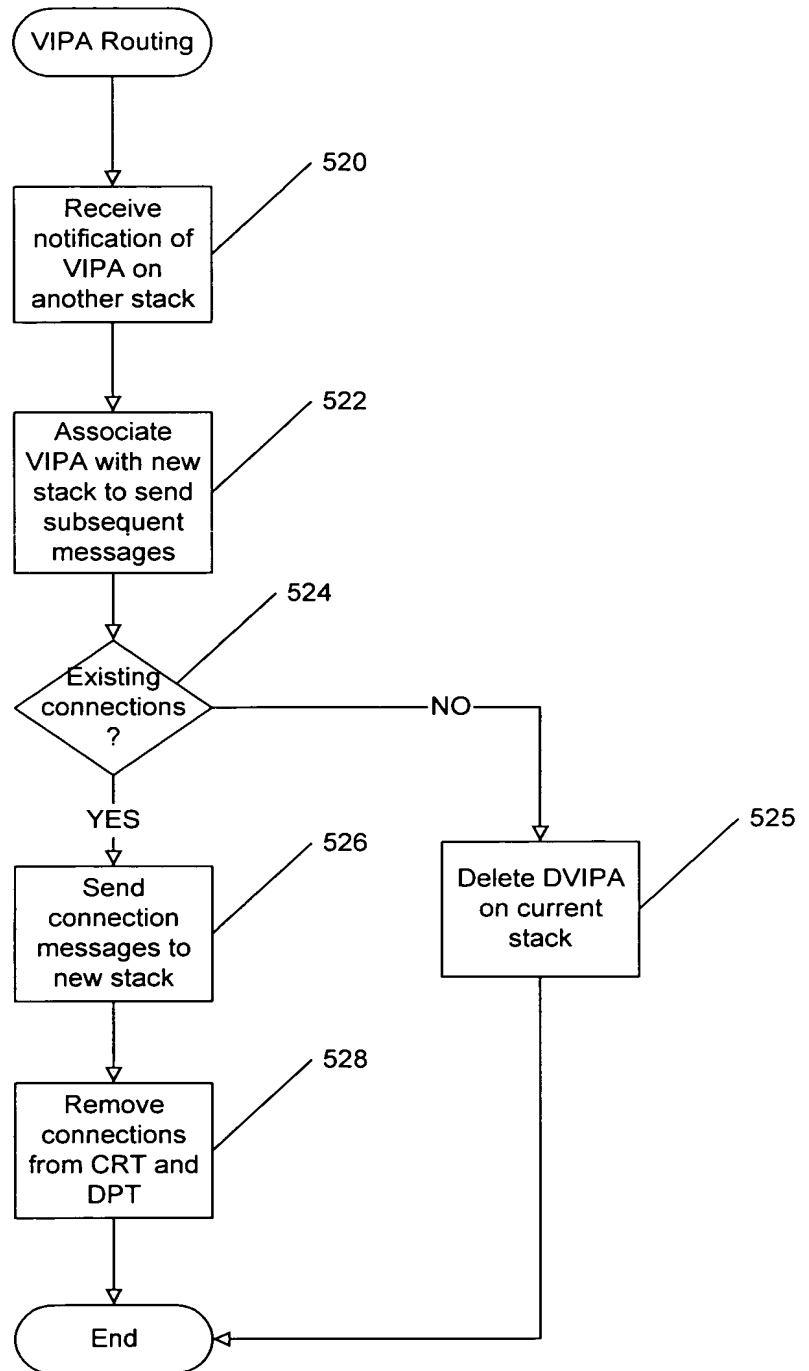 VIPA Routing
520
Receive
notification of
VIPA on
another stack
522
Associate
VIPA with new
stack to send
subsequent
messages
524
Existing
connections
?
NO
YES
525
Delete DVIPA
on current
stack
526
Send
connection
messages to
new stack
528
Remove
connections
from CRT and
DPT
End